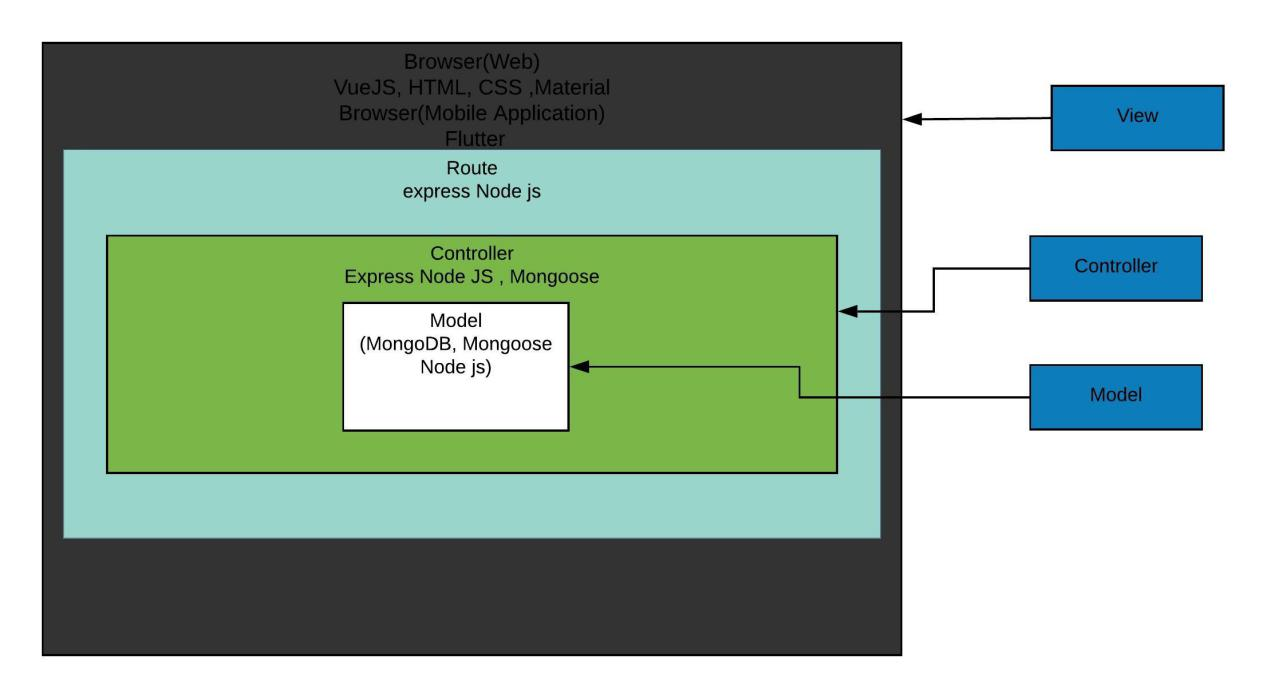 Browser(Web)
VueJS, HTML, CSS ,Material
Browser(Mobile Application)
Flutter
Route
express Node js
Controller
Express Node JS , Mongoose
Model
(MongoDB, Mongoose
Node js)
View
Controller
Model